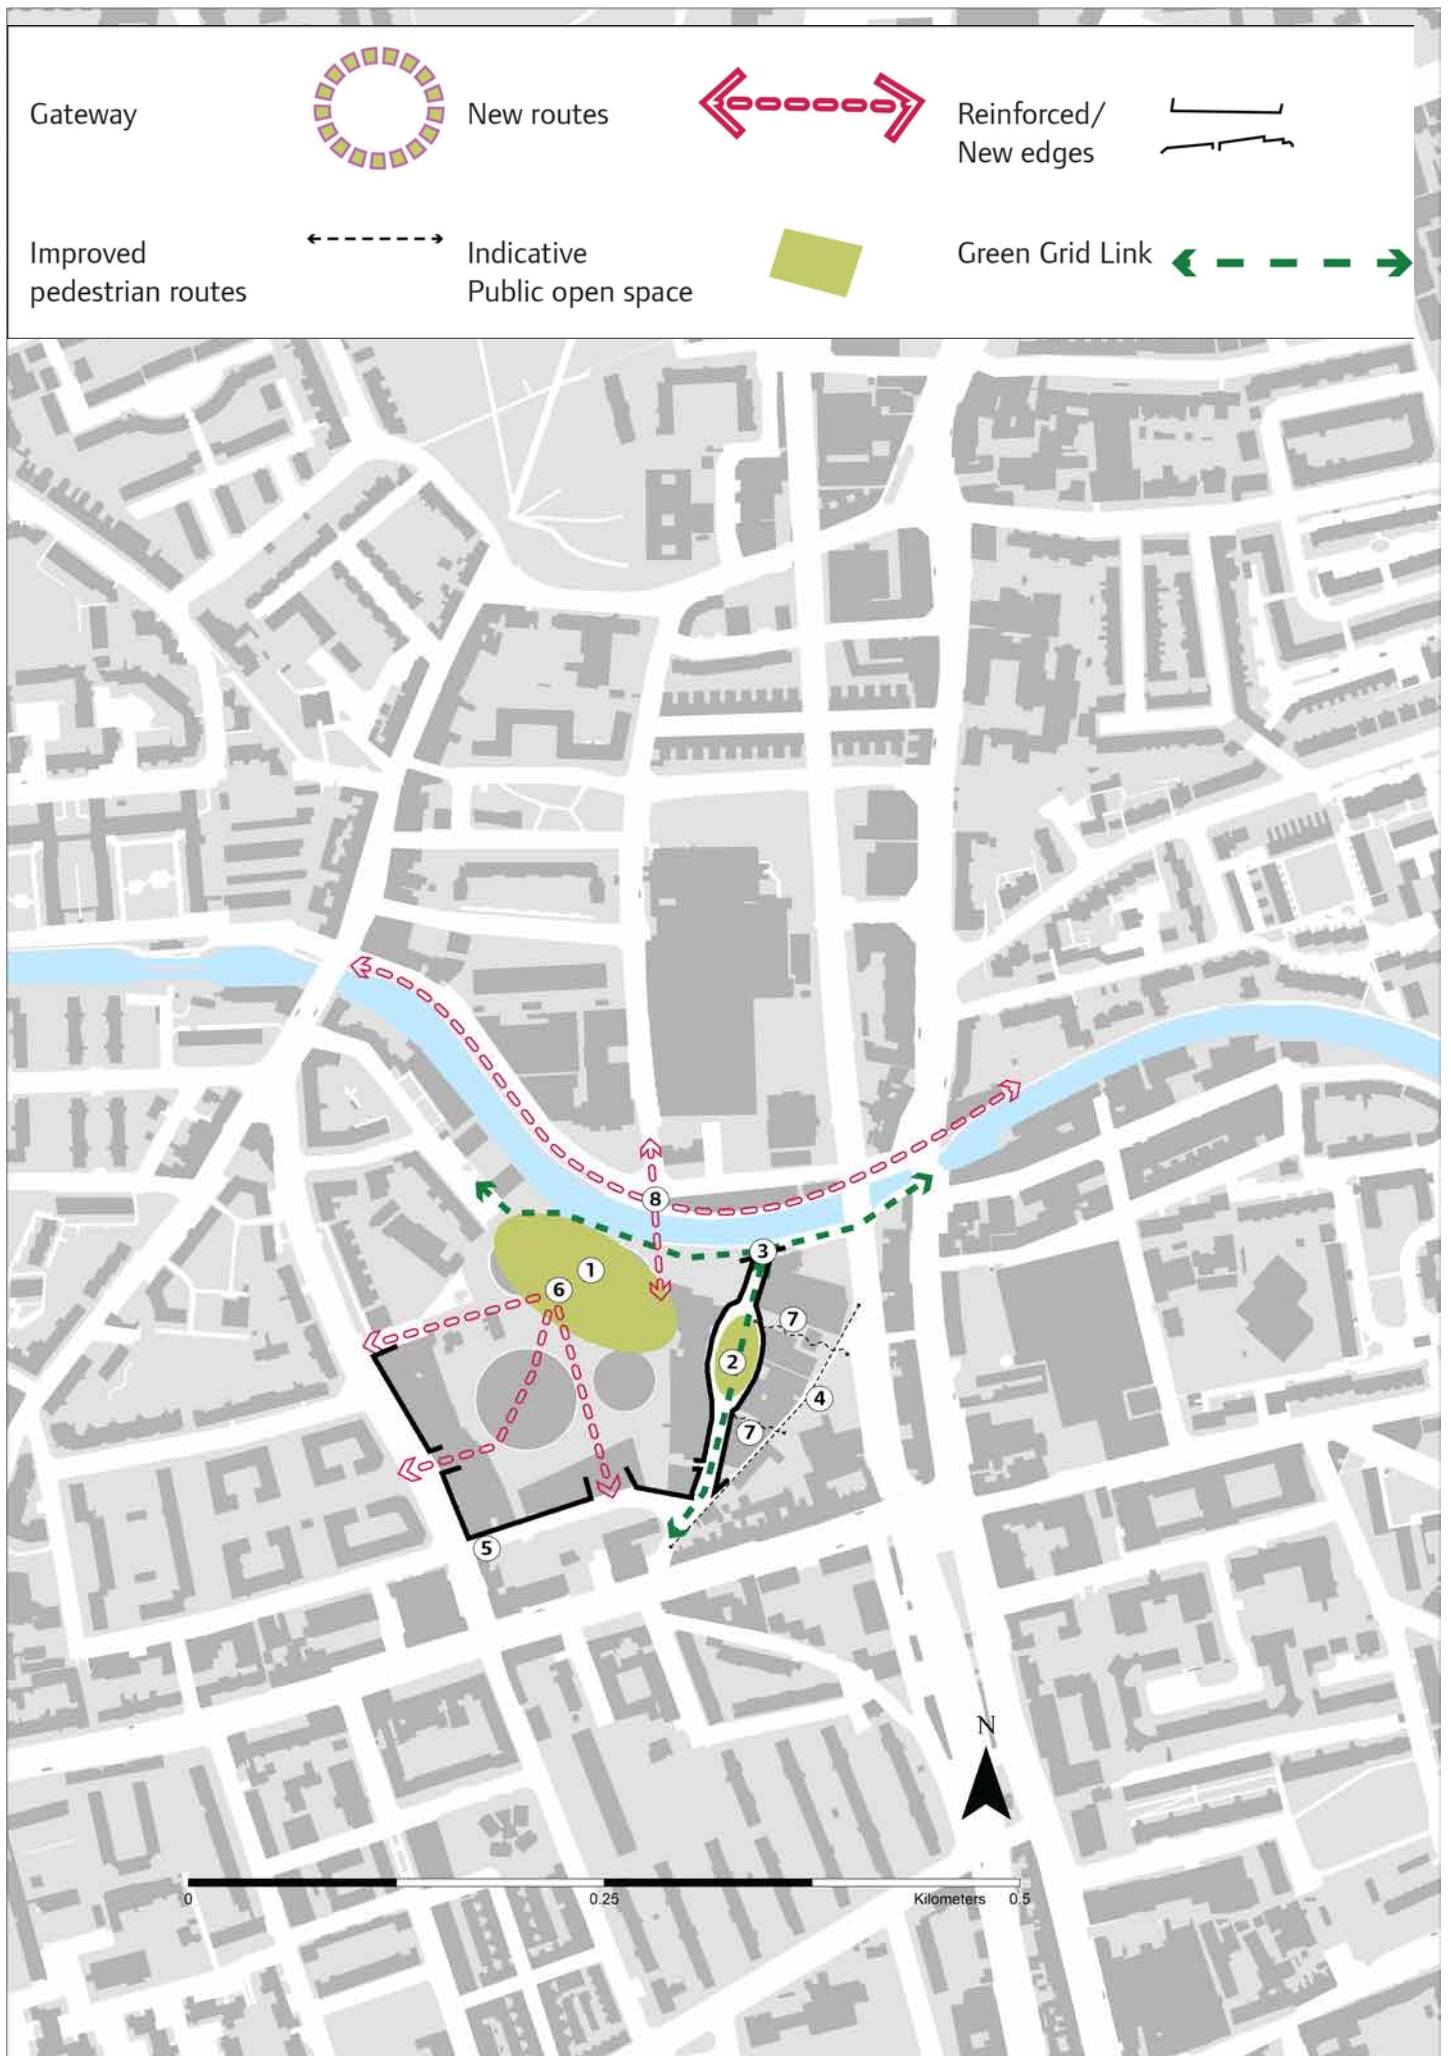 Gateway
New routes
Reinforced/
New edges
Improved
pedestrian routes
Indicative
Public open space
Green Grid Link
8
3
1
6
7
2
4
7
5
N
0
0.25
Kilometers
0.5